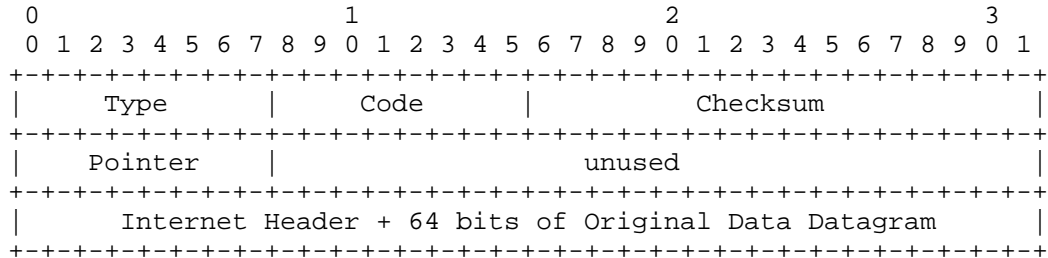 0                   1                   2                   3
 0 1 2 3 4 5 6 7 8 9 0 1 2 3 4 5 6 7 8 9 0 1 2 3 4 5 6 7 8 9 0 1
+-+-+-+-+-+-+-+-+-+-+-+-+-+-+-+-+-+-+-+-+-+-+-+-+-+-+-+-+-+-+-+-+
|     Type      |     Code      |          Checksum             |
+-+-+-+-+-+-+-+-+-+-+-+-+-+-+-+-+-+-+-+-+-+-+-+-+-+-+-+-+-+-+-+-+
|    Pointer    |                   unused                      |
+-+-+-+-+-+-+-+-+-+-+-+-+-+-+-+-+-+-+-+-+-+-+-+-+-+-+-+-+-+-+-+-+
|      Internet Header + 64 bits of Original Data Datagram      |
+-+-+-+-+-+-+-+-+-+-+-+-+-+-+-+-+-+-+-+-+-+-+-+-+-+-+-+-+-+-+-+-+